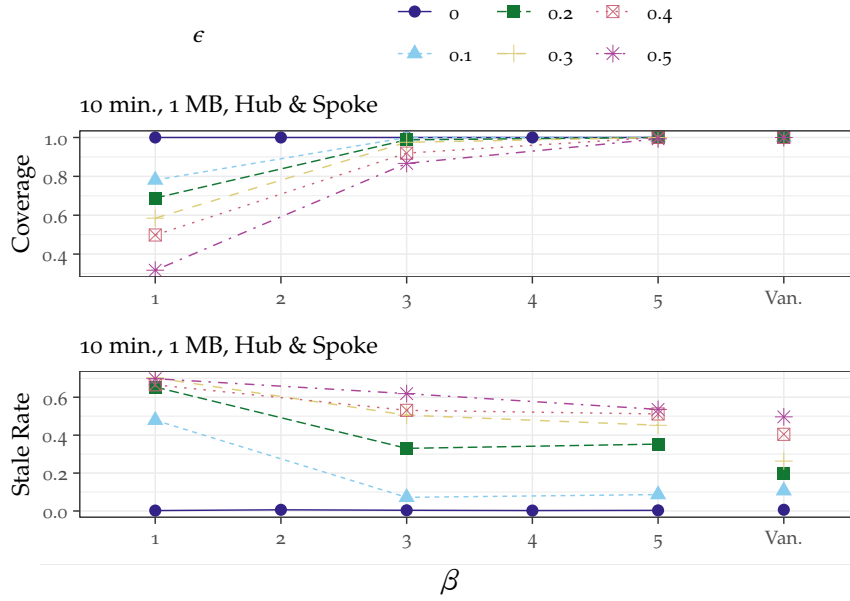 ϵ
0 0.2 0.4
0.1 0.3 0.5
10 min., 1 MB, Hub & Spoke
Coverage
1.0
0.8
0.6
0.4
1 2 3 4 5 Van.
10 min., 1 MB, Hub & Spoke
Stale Rate
0.6
0.4
0.2
0.0
1 2 3 4 5 Van.
β